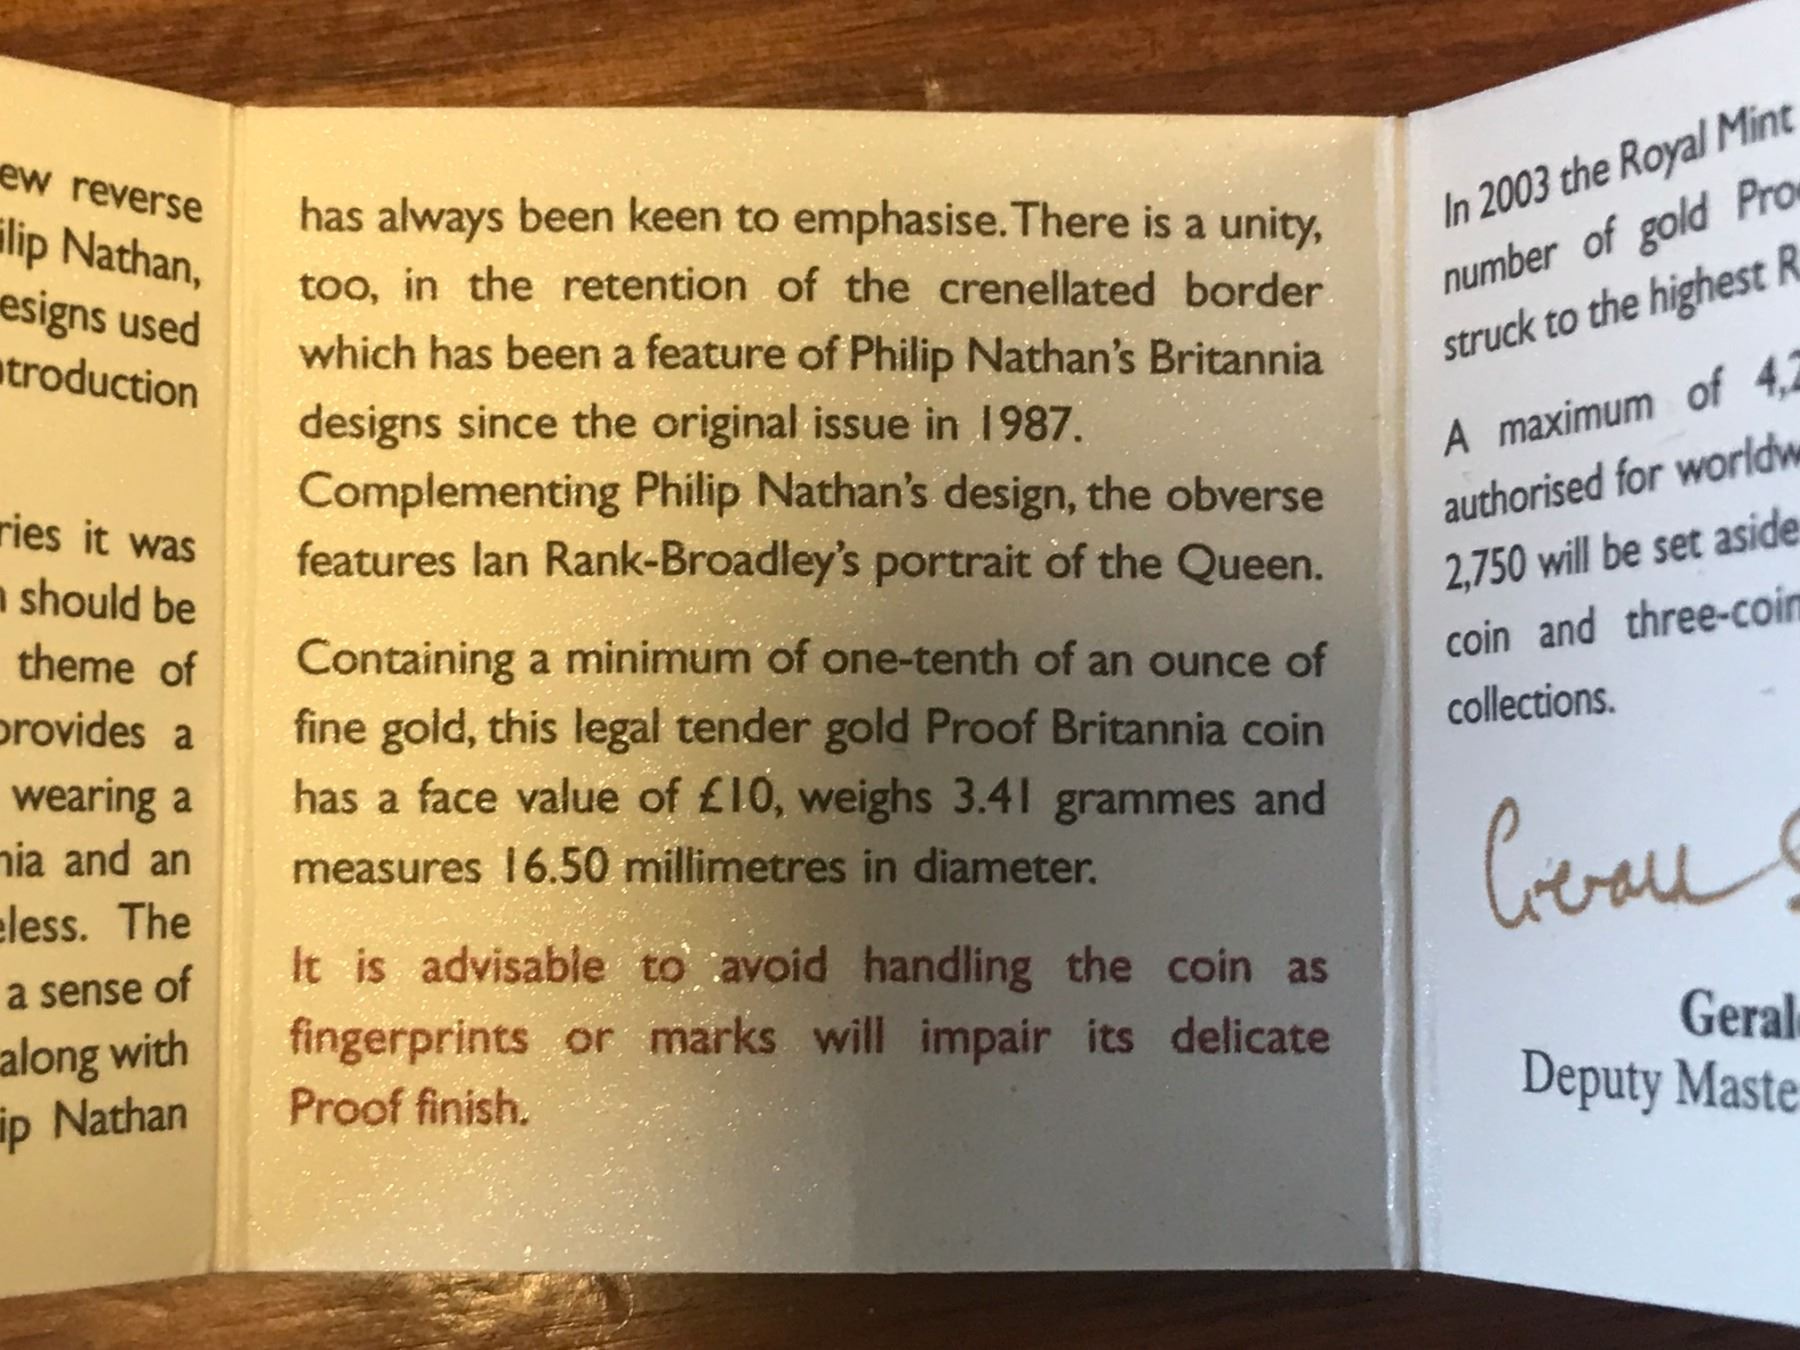 reverse
Nathan,
used
ries it was
should be
theme of
provides a
wearing a
and an
The
a sense of
along with
Nathan
has always been keen to emphasise. There is a unity,
too, in the retention of the crenellated border
which has been a feature of Philip Nathan's Britannia
designs since the original issue in 1987.
Complementing Philip Nathan's design, the obverse
features Ian Rank-Broadley's portrait of the Queen.
Containing a minimum of one-tenth of an ounce of
fine gold, this legal tender gold Proof Britannia coin
has a face value of £10, weighs 3.41 grammes and
measures 16.50 millimetres in diameter.
It is advisable to avoid handling the coin as
fingerprints or marks will impair its delicate
Proof finish.
In 2003 the Royal Mint
number of gold
struck to the highest
A maximum of
authorised for
2,750 will be set aside
coin and three-coin
collections.
Gerald
Deputy